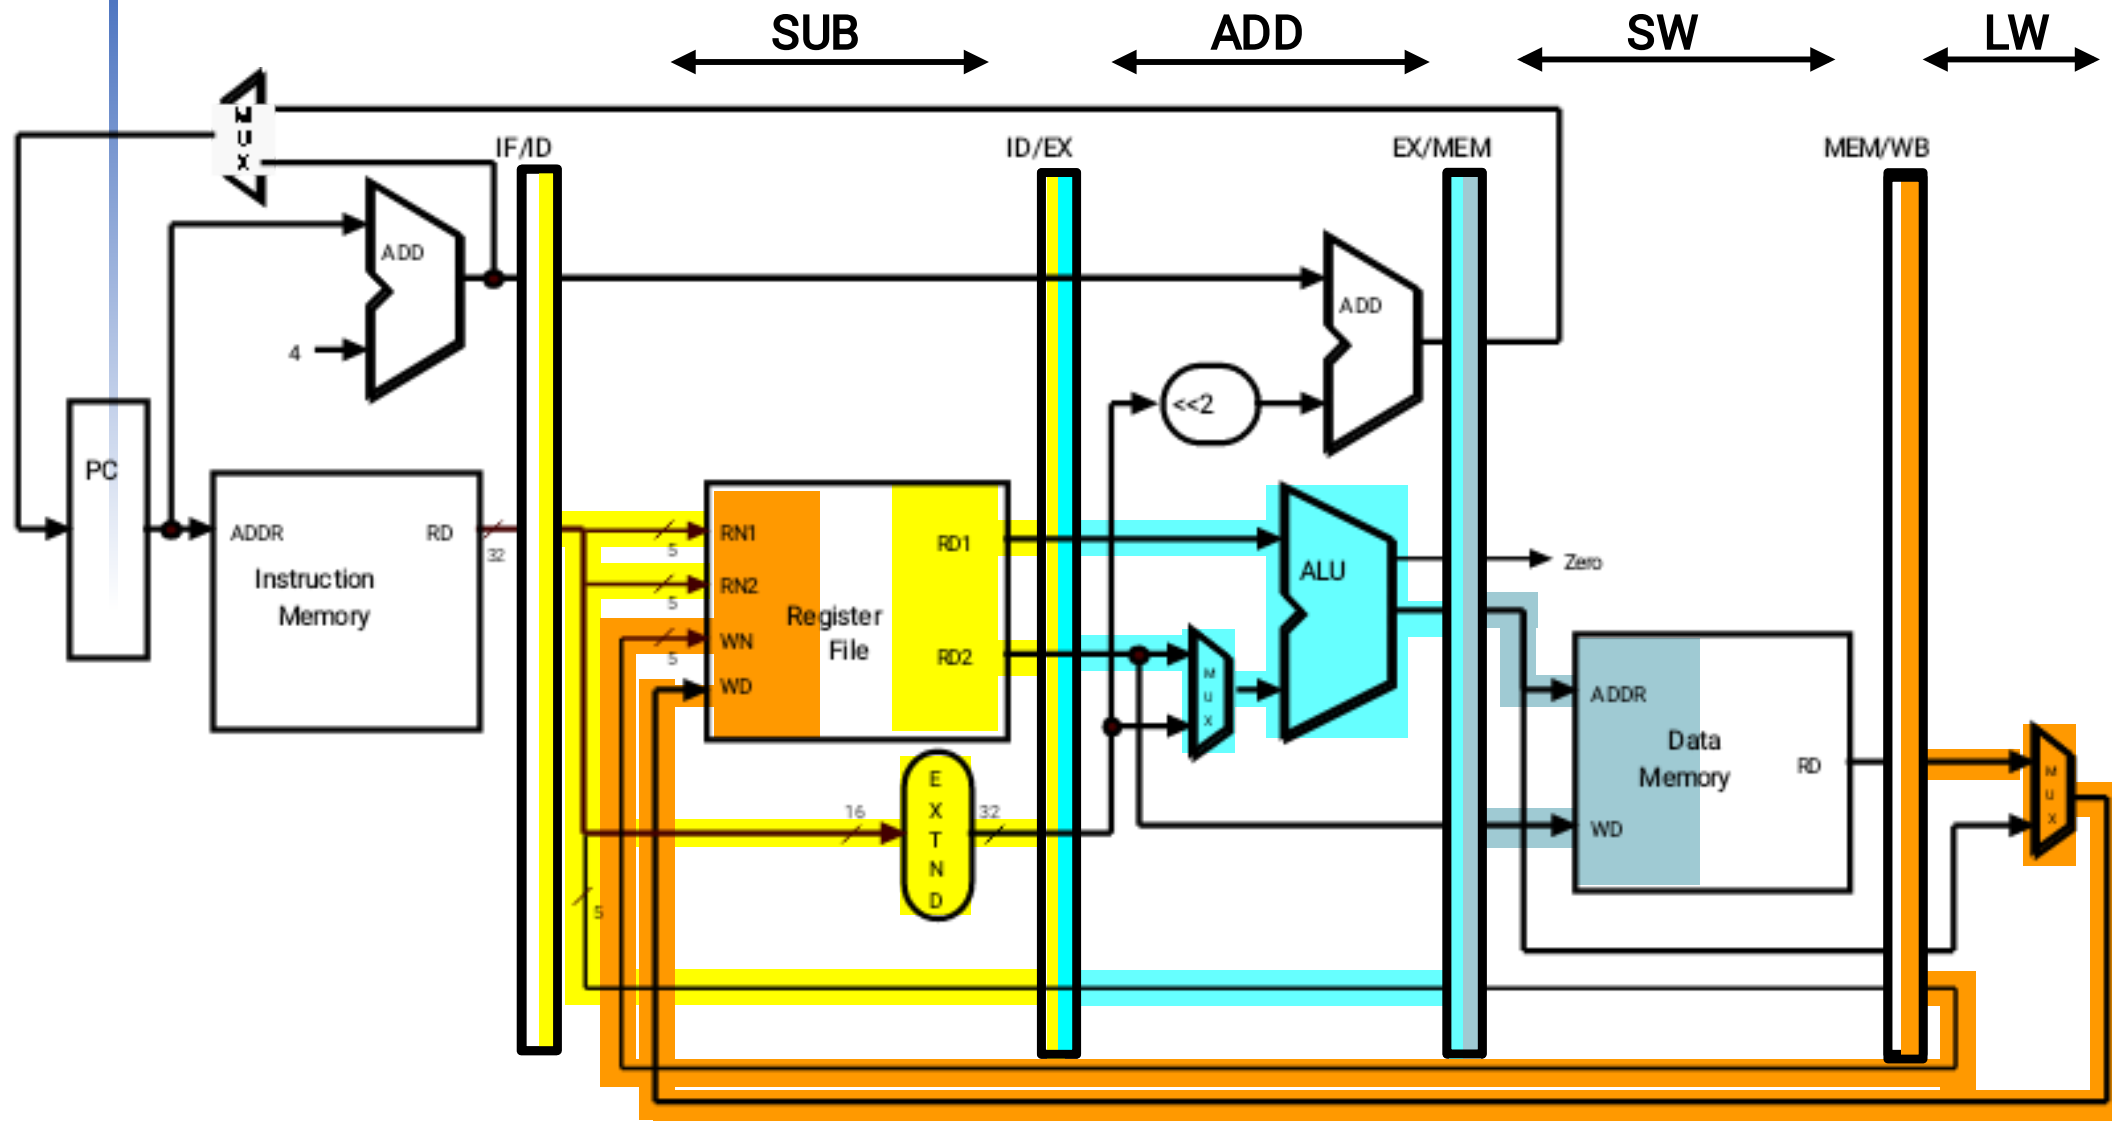 SUB
ADD
SW
LW
M
U
X
IF/ID
ID/EX
EX/MEM
MEM/WB
ADD
4
ADD
<<2
PC
ADDR
RD
32
Instruction
Memory
RN1
5
RN2
5
WN
5
WD
Register
File
RD1
RD2
16
E
X
T
N
D
32
5
M
U
X
ALU
Zero
ADDR
Data
Memory
RD
WD
M
U
X